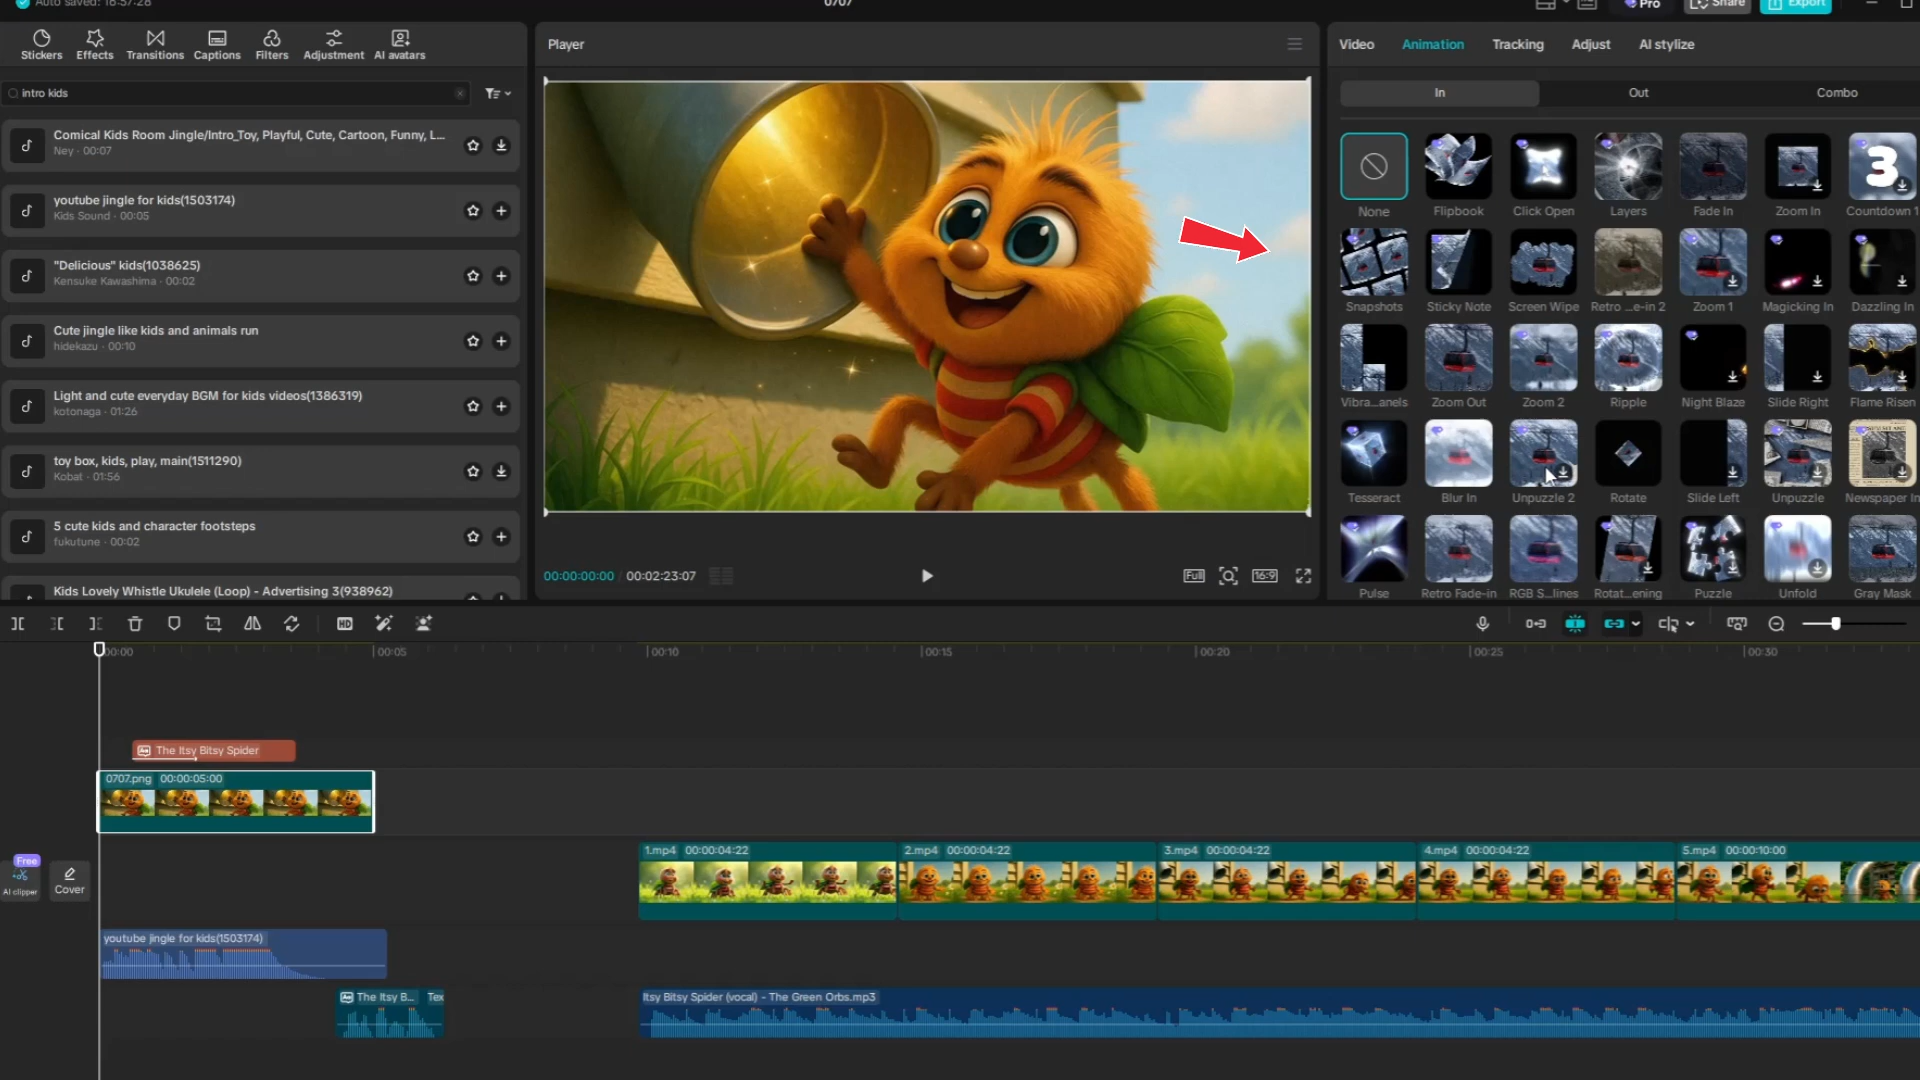 Auto saved: 16:57:28
0707
Pro
Share
Export
Stickers
Effects
Transitions
Captions
Filters
Adjustment
AI avatars
intro kids
Comical Kids Room Jingle/Intro_Toy, Playful, Cute, Cartoon, Funny, L...
Ney · 00:07
youtube jingle for kids(1503174)
Kids Sound · 00:05
"Delicious" kids(1038625)
Kensuke Kawashima · 00:02
Cute jingle like kids and animals run
hidekazu · 00:10
Light and cute everyday BGM for kids videos(1386319)
kotonaga · 01:26
toy box, kids, play, main(1511290)
Kobat · 01:56
5 cute kids and character footsteps
fukutune · 00:02
Kids Lovely Whistle Ukulele (Loop) - Advertising 3(938962)
Player
00:00:00:00 / 00:02:23:07
Full
16:9
Video
Animation
Tracking
Adjust
AI stylize
In
Out
Combo
3
None
Flipbook
Click Open
Layers
Fade In
Zoom In
Countdown 1
Snapshots
Sticky Note
Screen Wipe
Retro ...e-in 2
Zoom 1
Magicking In
Dazzling In
Vibra...anels
Zoom Out
Zoom 2
Ripple
Night Blaze
Slide Right
Flame Risen
Tesseract
Blur In
Unpuzzle 2
Rotate
Slide Left
Unpuzzle
Newspaper In
Pulse
Retro Fade-in
RGB S...lines
Rotat...ening
Puzzle
Unfold
Gray Mask
HD
00:00
00:05
00:10
00:15
00:20
00:25
00:30
The Itsy Bitsy Spider
0707.png 00:00:05:00
Free
AI clipper
Cover
1.mp4 00:00:04:22
2.mp4 00:00:04:22
3.mp4 00:00:04:22
4.mp4 00:00:04:22
5.mp4 00:00:10:00
youtube jingle for kids(1503174)
The Itsy B...
Tex
Itsy Bitsy Spider (vocal) - The Green Orbs.mp3